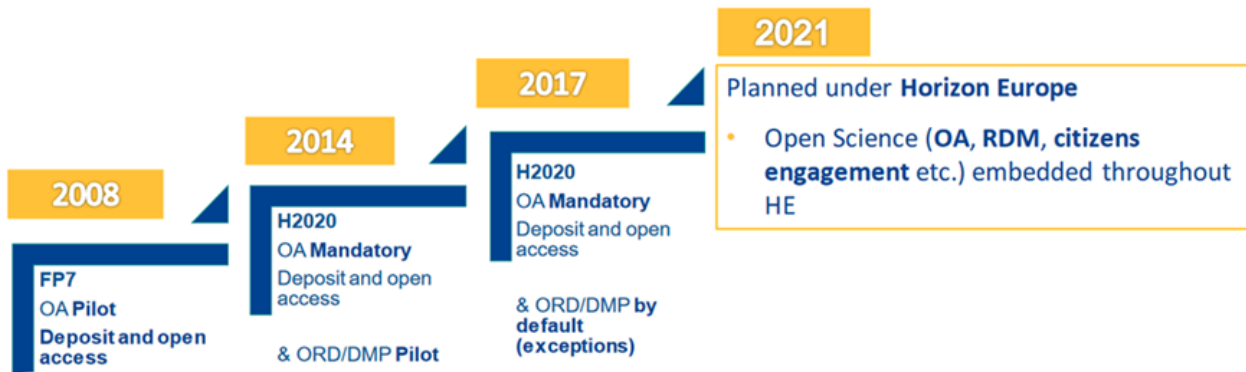 2008
FP7
OA Pilot
Deposit and open
access
2014
H2020
OA Mandatory
Deposit and open
access
& ORD/DMP Pilot
2017
H2020
OA Mandatory
Deposit and open
access
& ORD/DMP by
default
(exceptions)
2021
Planned under Horizon Europe
• Open Science (OA, RDM, citizens
engagement etc.) embedded throughout
HE